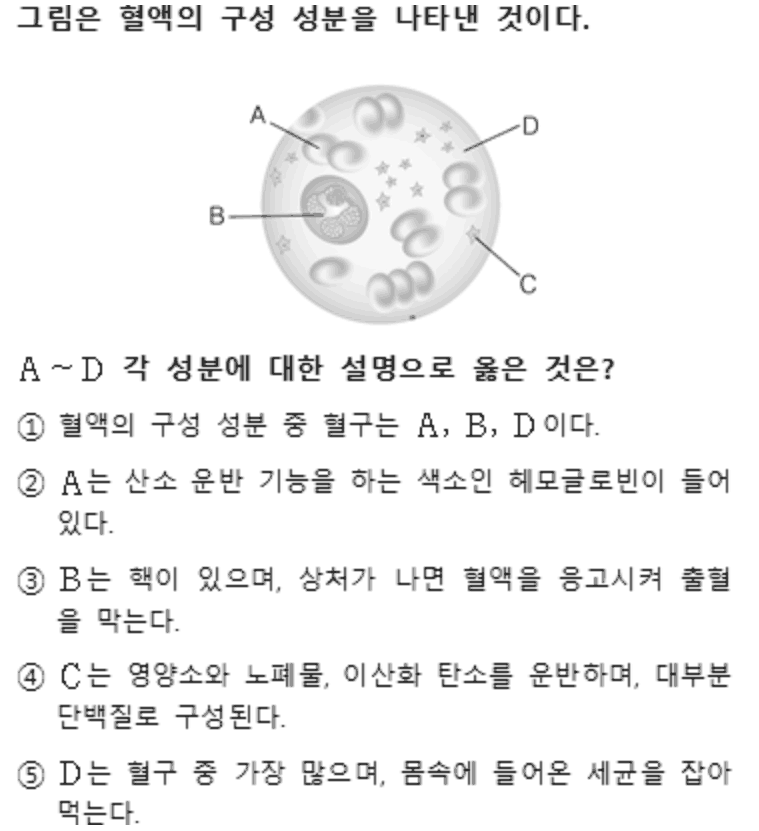 그림은 혈액의 구성 성분을 나타낸 것이다.
A
D
B
C
A ~ D 각 성분에 대한 설명으로 옳은 것은?
① 혈액의 구성 성분 중 혈구는 A, B, D이다.
② A는 산소 운반 기능을 하는 색소인 헤모글로빈이 들어
있다.
③ B는 핵이 있으며, 상처가 나면 혈액을 응고시켜 출혈
을 막는다.
④ C는 영양소와 노폐물, 이산화 탄소를 운반하며, 대부분
단백질로 구성된다.
⑤ D는 혈구 중 가장 많으며, 몸속에 들어온 세균을 잡아
먹는다.